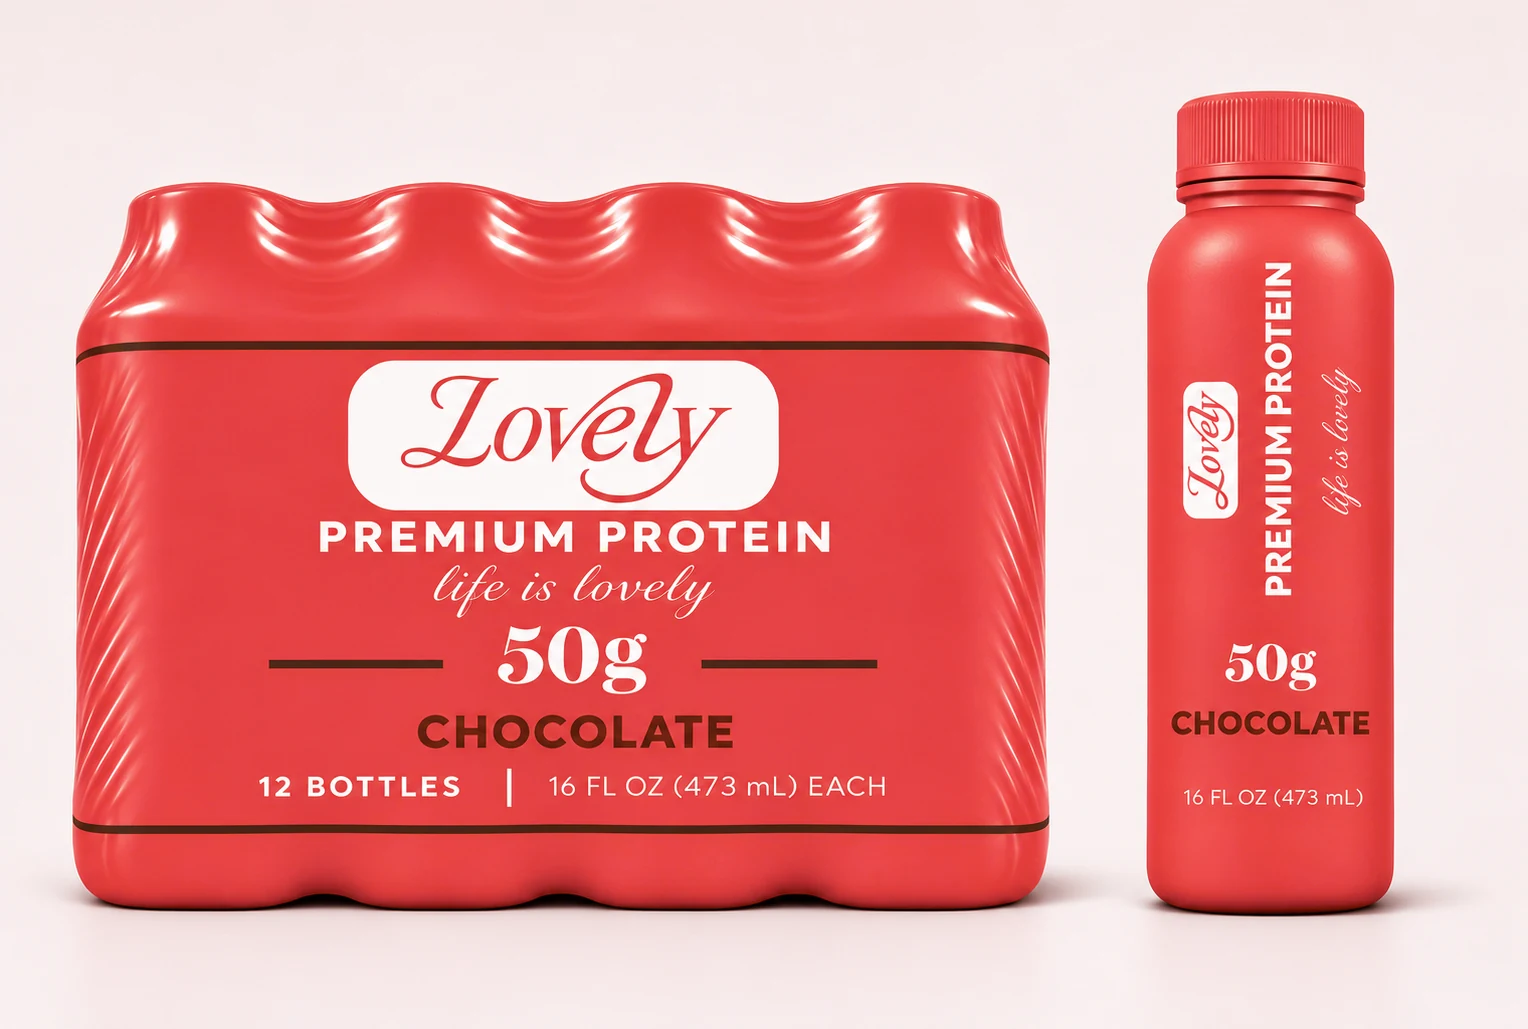 Lovely
PREMIUM PROTEIN
life is lovely
50g
CHOCOLATE
12 BOTTLES | 16 FL OZ (473 mL) EACH
Lovely
PREMIUM PROTEIN
life is lovely
50g
CHOCOLATE
16 FL OZ (473 mL)